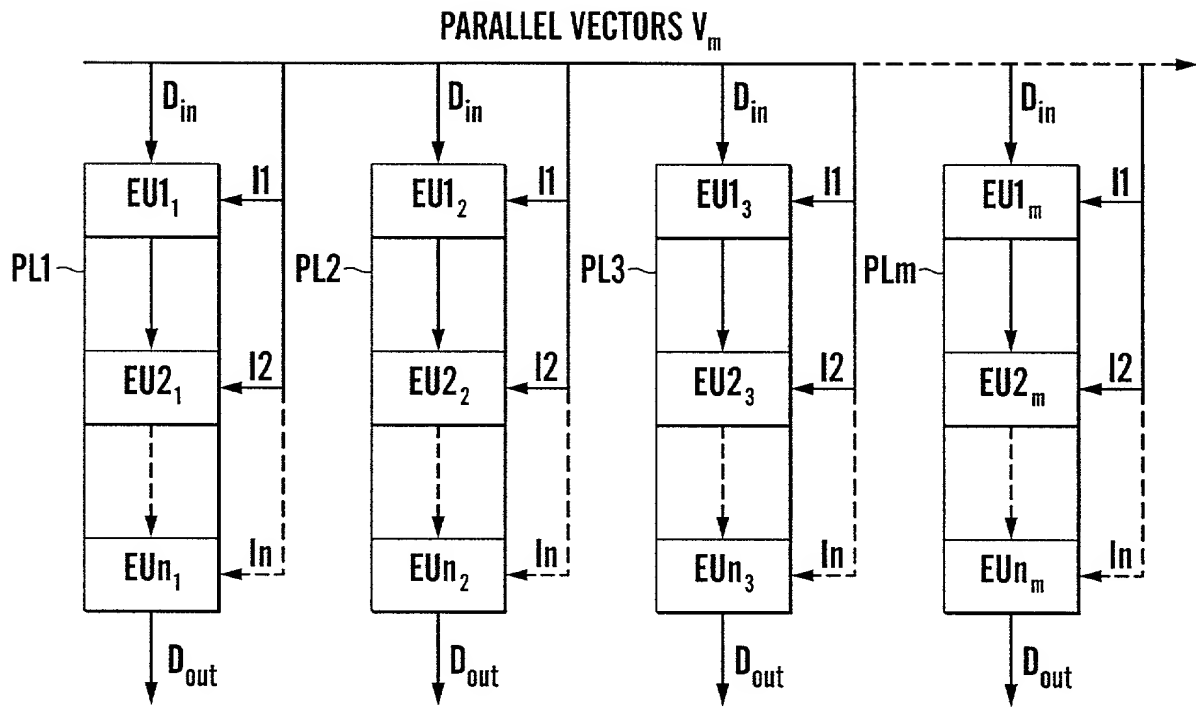 PARALLEL VECTORS Vm
Din Din Din Din
EU1₁ I1 EU1₂ I1 EU1₃ I1 EU1ₘ I1
PL1 PL2 PL3 PLm
EU2₁ I2 EU2₂ I2 EU2₃ I2 EU2ₘ I2
EUn₁ In EUn₂ In EUn₃ In EUnₘ In
Dout Dout Dout Dout